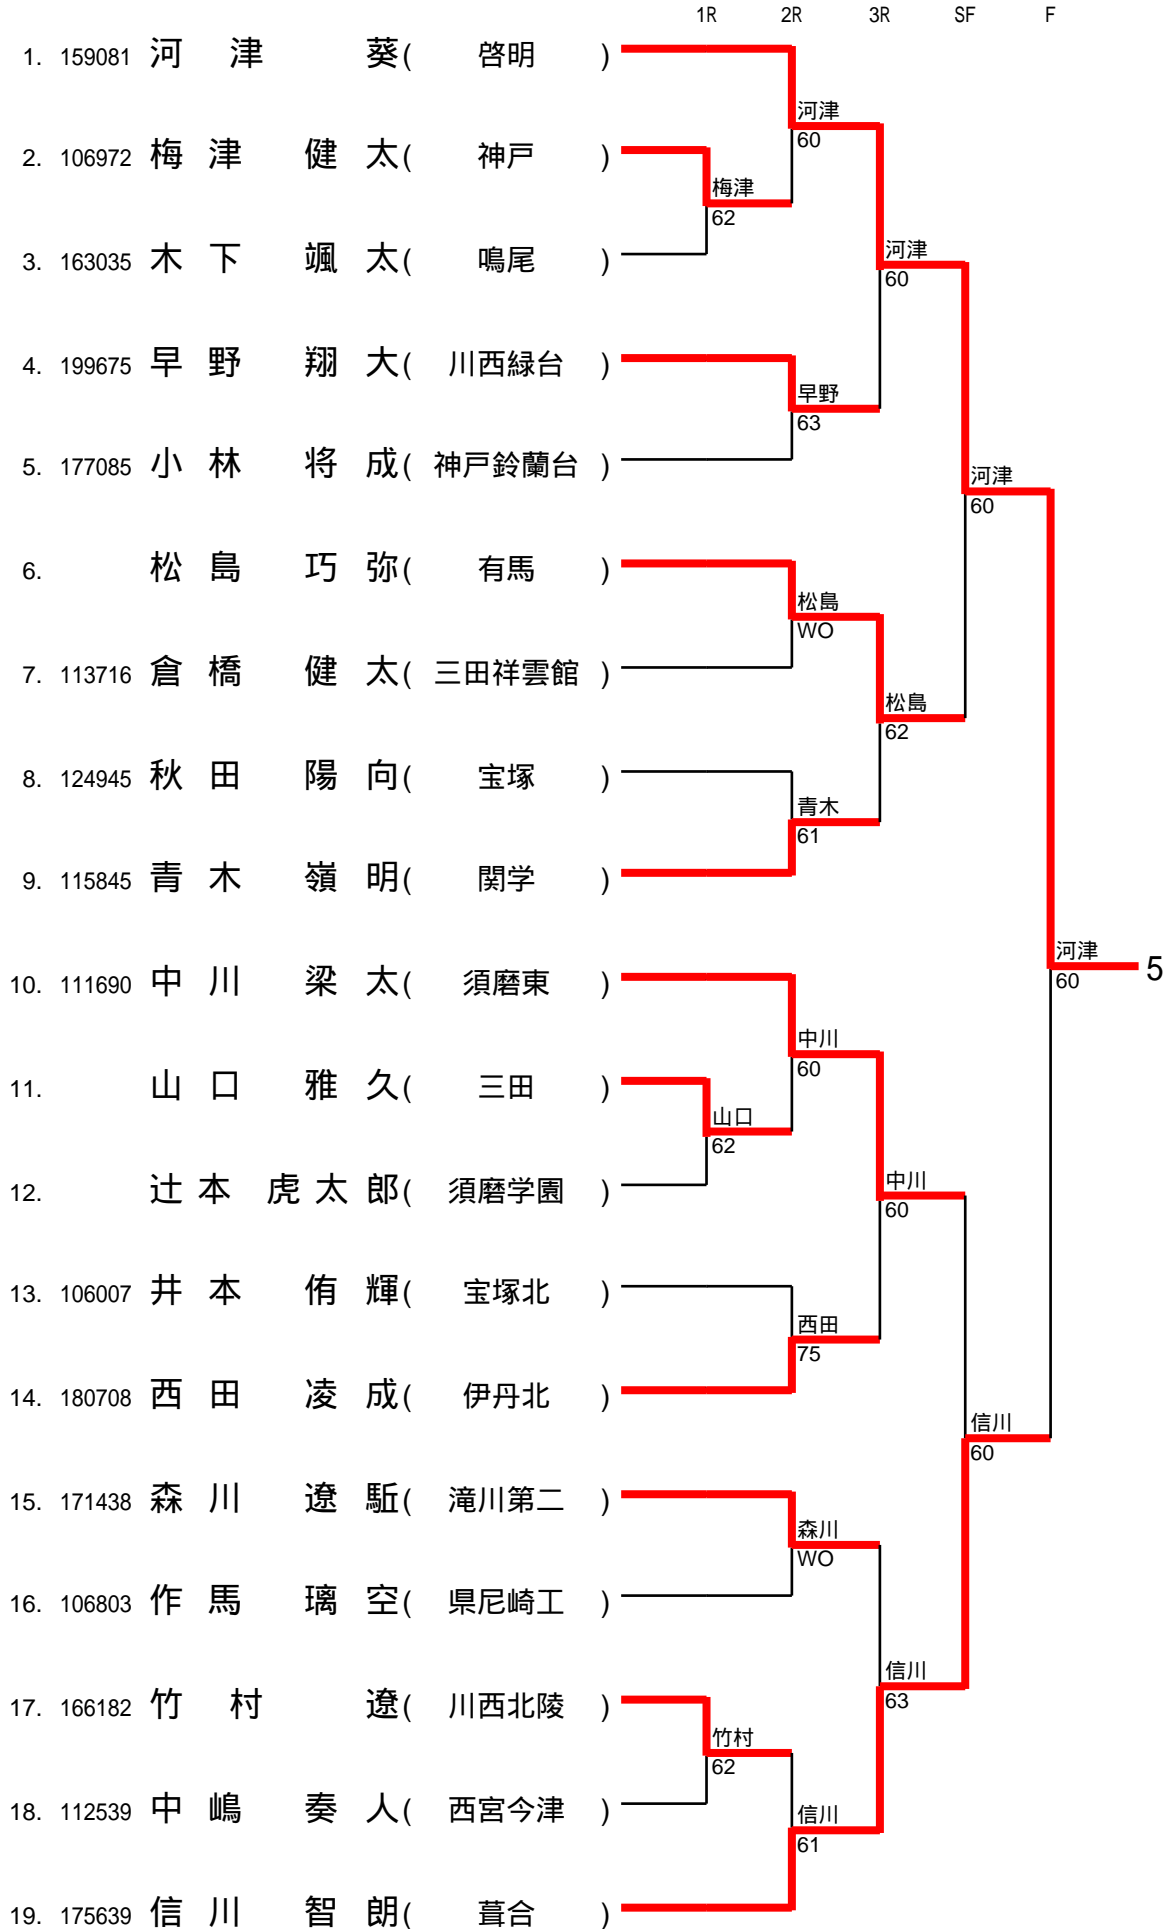 1R 2R 3R SF F
1. 159081 河津 葵( 啓明 )
河津
60
2. 106972 梅津 健太( 神戸 )
梅津
62
3. 163035 木下 颯太( 鳴尾 )
河津
60
4. 199675 早野 翔大( 川西緑台 )
早野
63
5. 177085 小林 将成( 神戸鈴蘭台 )
河津
60
6. 松島 巧弥( 有馬 )
松島
WO
7. 113716 倉橋 健太( 三田祥雲館 )
松島
62
8. 124945 秋田 陽向( 宝塚 )
青木
61
9. 115845 青木 嶺明( 関学 )
河津 5
60
10. 111690 中川 梁太( 須磨東 )
中川
60
11. 山口 雅久( 三田 )
山口
62
12. 辻本 虎太郎( 須磨学園 )
中川
60
13. 106007 井本 侑輝( 宝塚北 )
西田
75
14. 180708 西田 凌成( 伊丹北 )
信川
60
15. 171438 森川 遼駈( 滝川第二 )
森川
WO
16. 106803 作馬 璃空( 県尼崎工 )
信川
63
17. 166182 竹村 遼( 川西北陵 )
竹村
62
18. 112539 中嶋 奏人( 西宮今津 )
信川
61
19. 175639 信川 智朗( 葺合 )